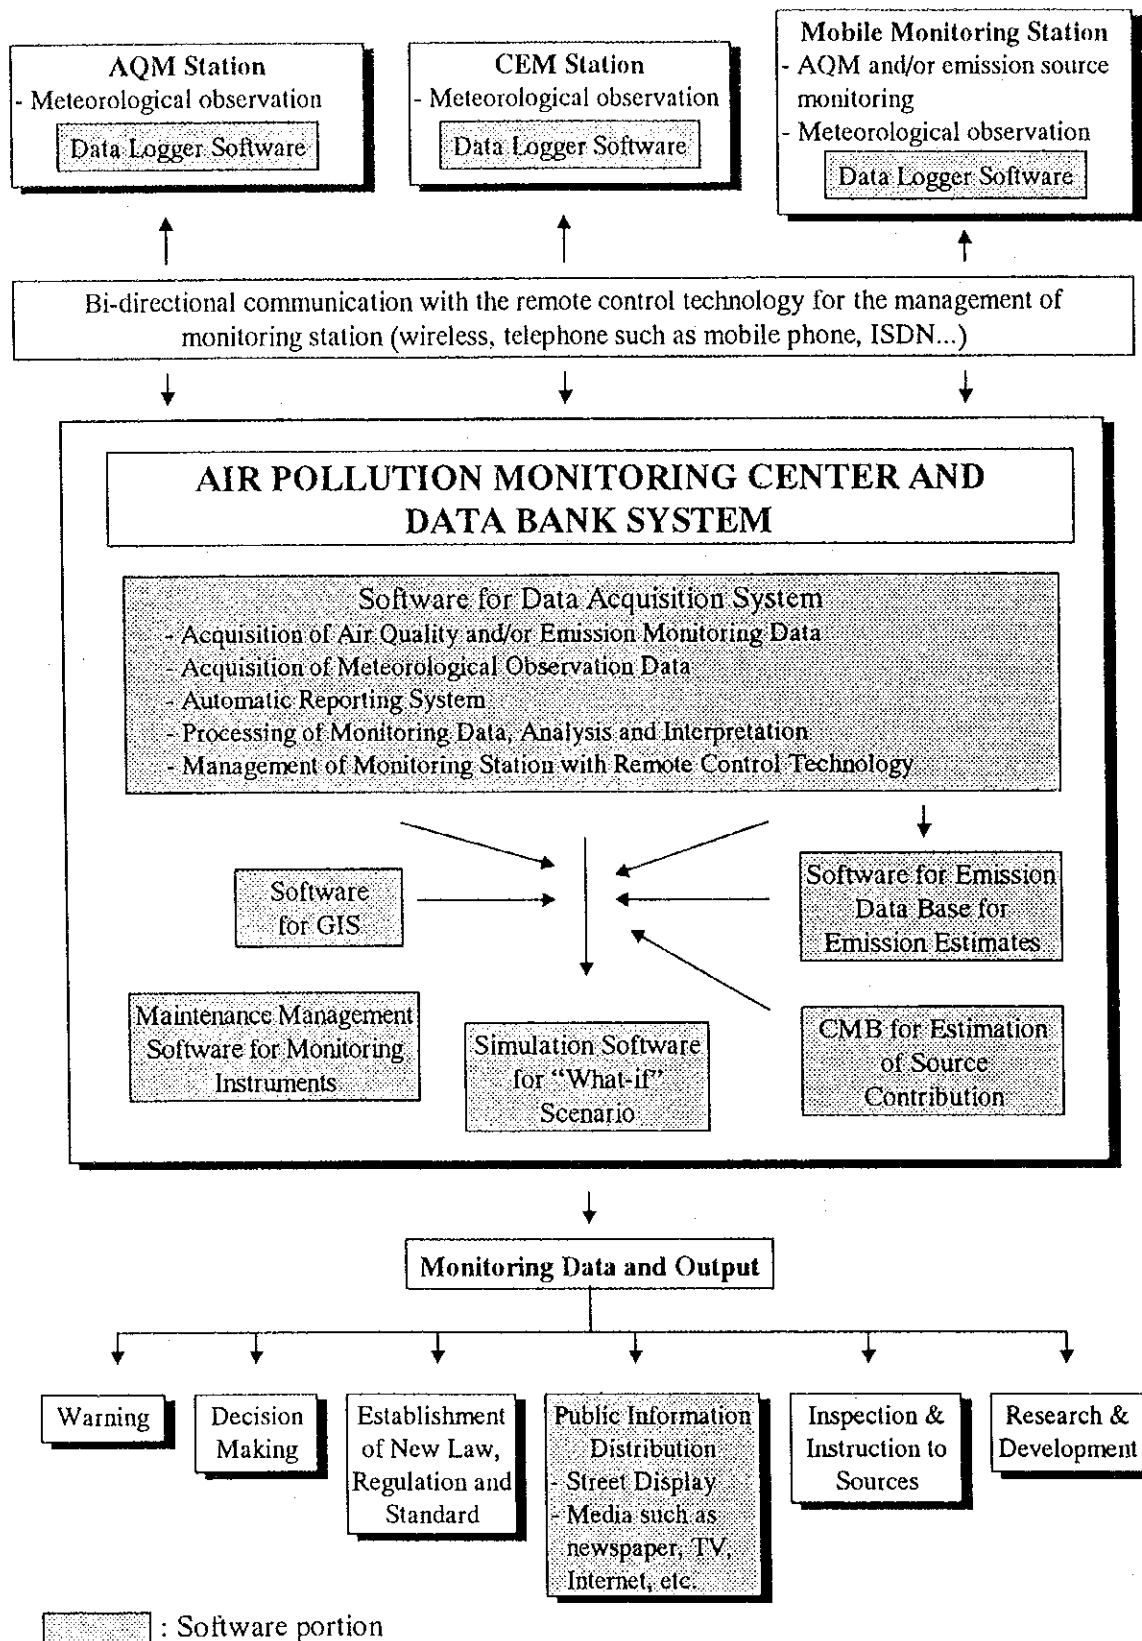 AQM Station
- Meteorological observation
Data Logger Software
CEM Station
- Meteorological observation
Data Logger Software
Mobile Monitoring Station
- AQM and/or emission source
monitoring
- Meteorological observation
Data Logger Software
Bi-directional communication with the remote control technology for the management of
monitoring station (wireless, telephone such as mobile phone, ISDN...)
AIR POLLUTION MONITORING CENTER AND
DATA BANK SYSTEM
Software for Data Acquisition System
- Acquisition of Air Quality and/or Emission Monitoring Data
- Acquisition of Meteorological Observation Data
- Automatic Reporting System
- Processing of Monitoring Data, Analysis and Interpretation
- Management of Monitoring Station with Remote Control Technology
Software
for GIS
Software for Emission
Data Base for
Emission Estimates
Maintenance Management
Software for Monitoring
Instruments
Simulation Software
for “What-if”
Scenario
CMB for Estimation
of Source
Contribution
Monitoring Data and Output
Warning
Decision
Making
Establishment
of New Law,
Regulation and
Standard
Public Information
Distribution
- Street Display
- Media such as
newspaper, TV,
Internet, etc.
Inspection &
Instruction to
Sources
Research &
Development
: Software portion